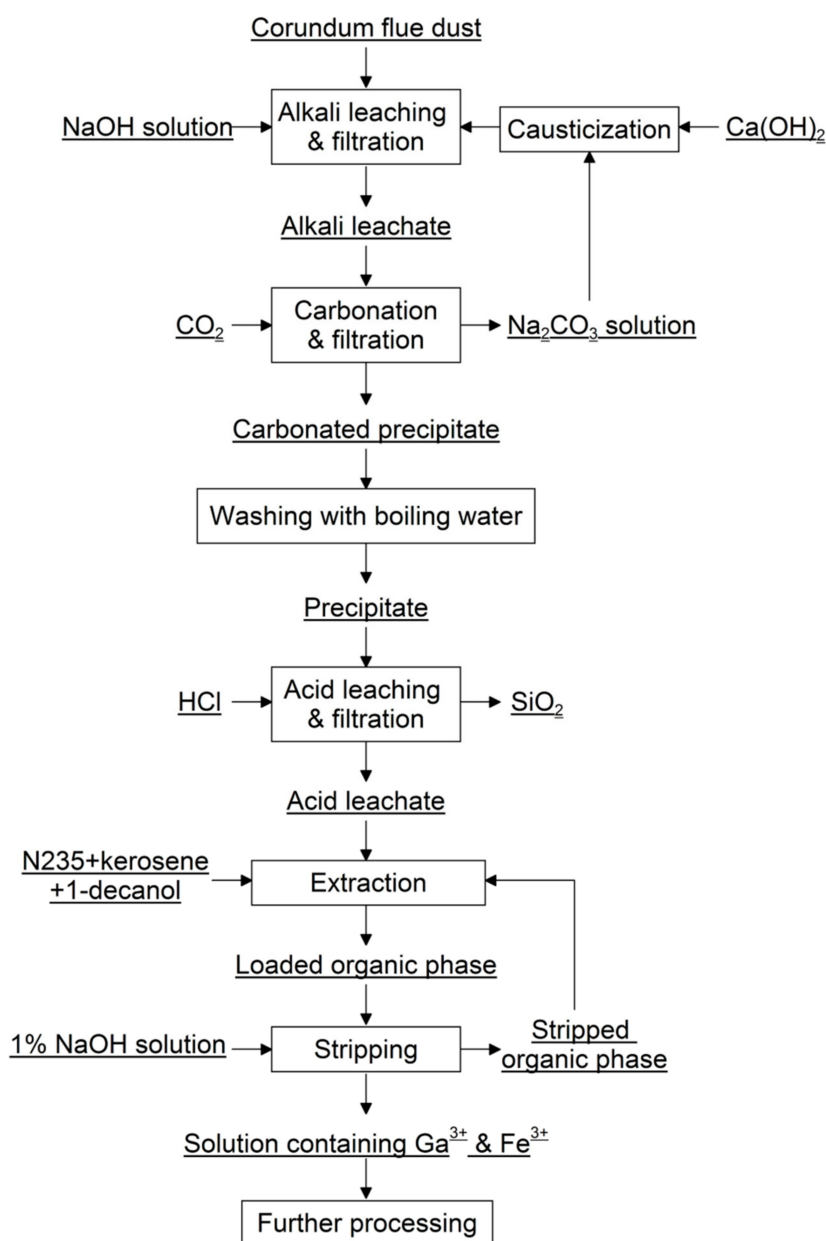 Corundum flue dust
NaOH solution
Alkali leaching
& filtration
Causticization
Ca(OH)₂
Alkali leachate
CO₂
Carbonation
& filtration
Na₂CO₃ solution
Carbonated precipitate
Washing with boiling water
Precipitate
HCl
Acid leaching
& filtration
SiO₂
Acid leachate
N235+kerosene
+1-decanol
Extraction
Loaded organic phase
1% NaOH solution
Stripping
Stripped
organic phase
Solution containing Ga³⁺ & Fe³⁺
Further processing